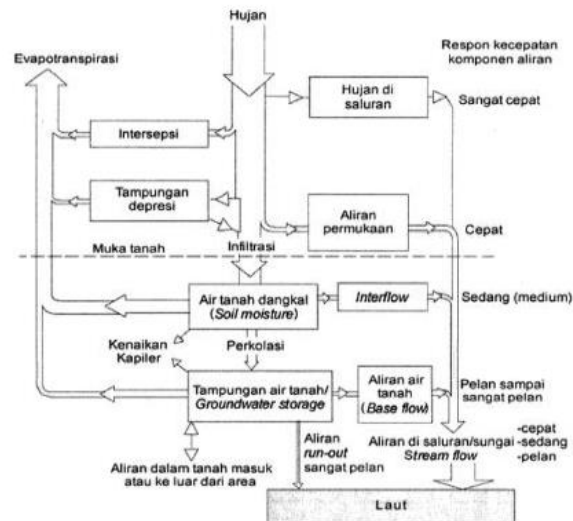 Hujan
Evapotranspirasi
Respon kecepatan
komponen aliran
Hujan di
saluran
Sangat cepat
Intersepsi
Tampungan
depresi
Aliran
permukaan
Cepat
Muka tanah
Infiltrasi
Air tanah dangkal
(Soil moisture)
Interflow
Sedang (medium)
Kenaikan
Kapiler
Perkolasi
Tampungan air tanah/
Groundwater storage
Aliran air
tanah
(Base flow)
Pelan sampai
sangat pelan
Aliran
run-out
sangat pelan
Aliran di saluran/sungai
Stream flow
-cepat
-sedang
-pelan
Aliran dalam tanah masuk
atau ke luar dari area
Laut